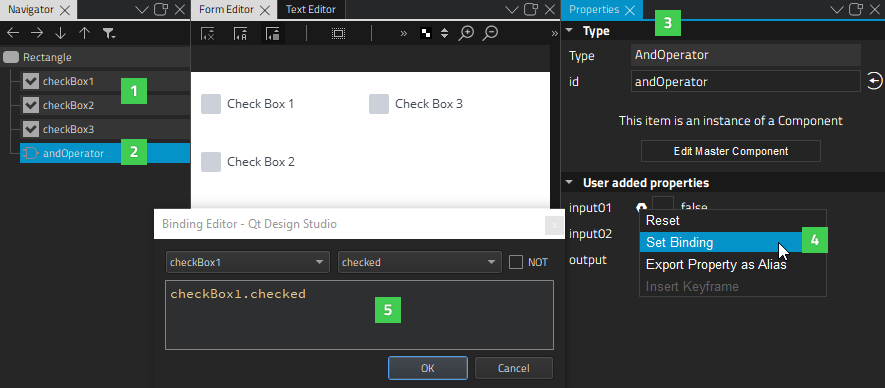 Navigator
Form Editor
Text Editor
Properties
3
Type
Rectangle
Type
AndOperator
checkBox1
1
id
andOperator
checkBox2
Check Box 1
Check Box 3
checkBox3
This item is an instance of a Component
andOperator
2
Check Box 2
Edit Master Component
User added properties
input01
false
Reset
input02
Set Binding
4
output
Export Property as Alias
Insert Keyframe
Binding Editor - Qt Design Studio
x
checkBox1
checked
NOT
checkBox1.checked
5
OK
Cancel